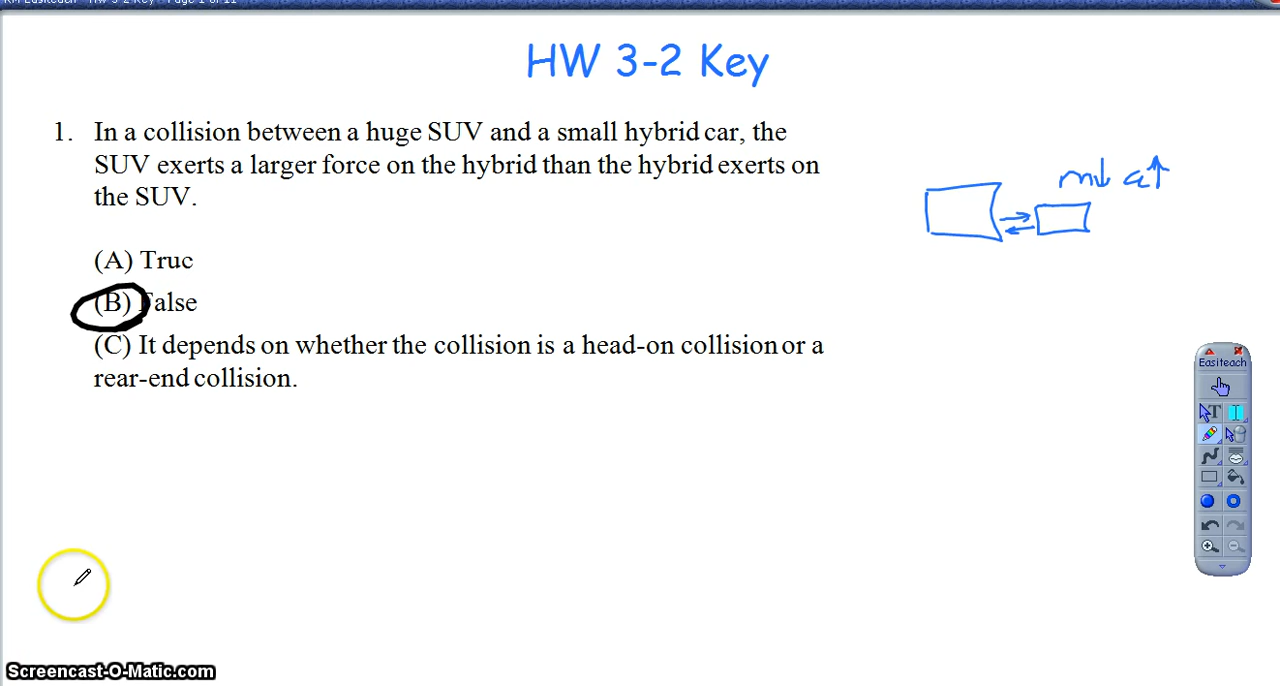 HW 3-2 Key
1. In a collision between a huge SUV and a small hybrid car, the
SUV exerts a larger force on the hybrid than the hybrid exerts on
the SUV.
m↓ a↑
(A) True
(B) False
(C) It depends on whether the collision is a head-on collision or a
rear-end collision.
Easiteach
T
Screencast-O-Matic.com